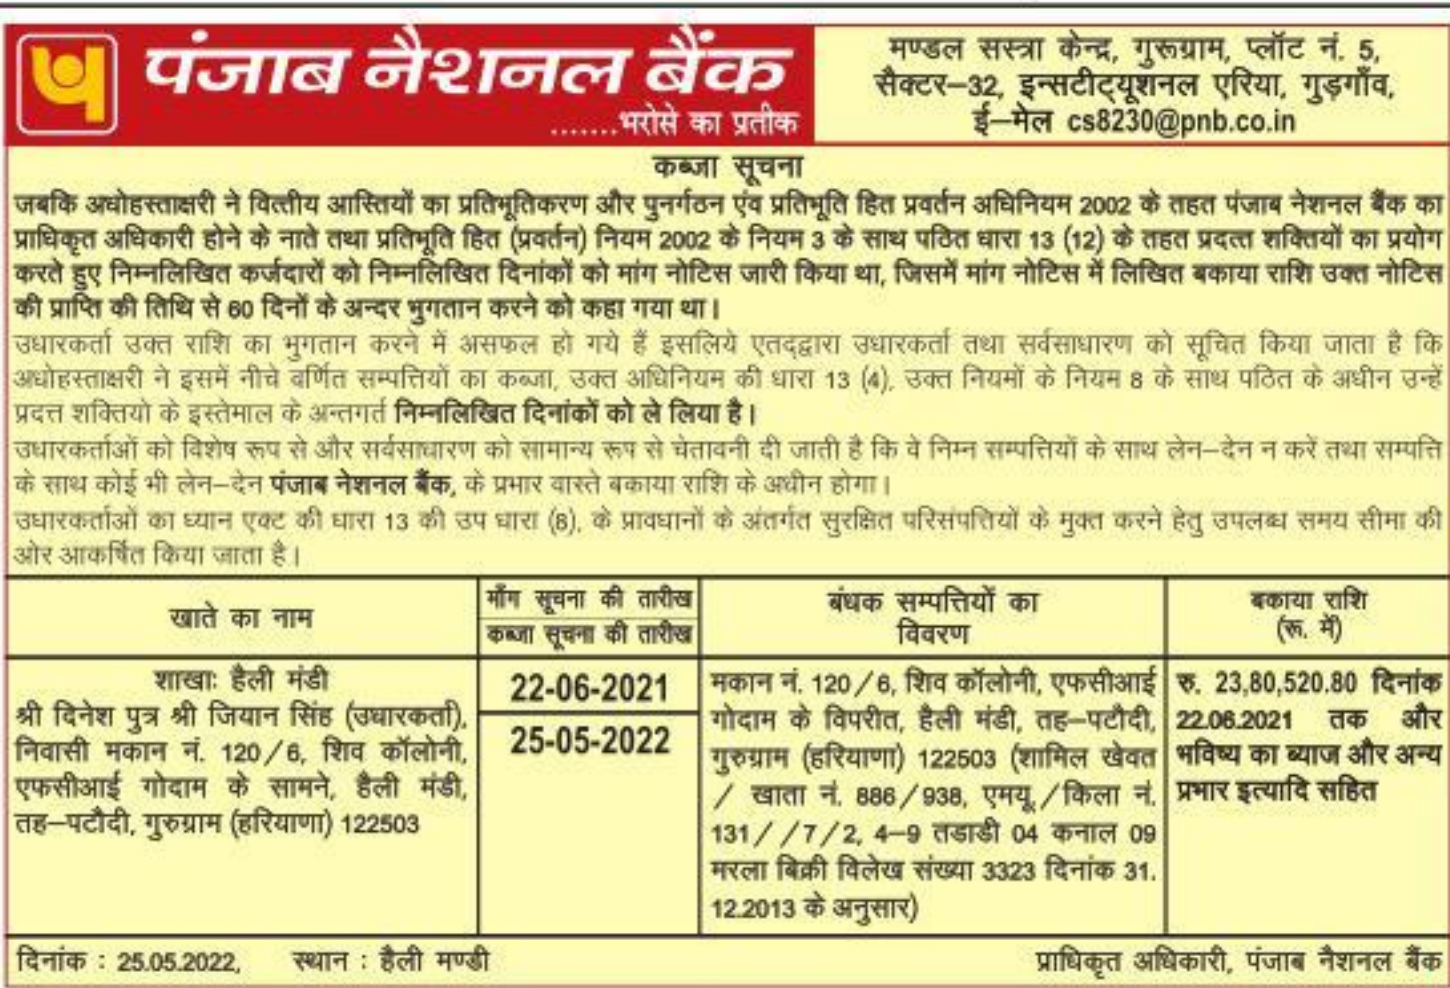 प
पंजाब नैशनल बैंक
.......भरोसे का प्रतीक
मण्डल सस्त्रा केन्द्र, गुरूग्राम, प्लॉट नं. 5,
सैक्टर–32, इन्सटीट्यूशनल एरिया, गुड़गाँव,
ई–मेल cs8230@pnb.co.in
कब्जा सूचना
जबकि अधोहस्ताक्षरी ने वित्तीय आस्तियों का प्रतिभूतिकरण और पुनर्गठन एंव प्रतिभूति हित प्रवर्तन अधिनियम 2002 के तहत पंजाब नेशनल बैंक का
प्राधिकृत अधिकारी होने के नाते तथा प्रतिभूति हित (प्रवर्तन) नियम 2002 के नियम 3 के साथ पठित धारा 13 (12) के तहत प्रदत्त शक्तियों का प्रयोग
करते हुए निम्नलिखित कर्जदारों को निम्नलिखित दिनांकों को मांग नोटिस जारी किया था, जिसमें मांग नोटिस में लिखित बकाया राशि उक्त नोटिस
की प्राप्ति की तिथि से 60 दिनों के अन्दर भुगतान करने को कहा गया था।
उधारकर्ता उक्त राशि का भुगतान करने में असफल हो गये हैं इसलिये एतद्द्वारा उधारकर्ता तथा सर्वसाधारण को सूचित किया जाता है कि
अधोहस्ताक्षरी ने इसमें नीचे वर्णित सम्पत्तियों का कब्जा, उक्त अधिनियम की धारा 13 (4), उक्त नियमों के नियम 8 के साथ पठित के अधीन उन्हें
प्रदत्त शक्तियो के इस्तेमाल के अन्तगर्त निम्नलिखित दिनांकों को ले लिया है।
उधारकर्ताओं को विशेष रूप से और सर्वसाधारण को सामान्य रूप से चेतावनी दी जाती है कि वे निम्न सम्पत्तियों के साथ लेन–देन न करें तथा सम्पत्ति
के साथ कोई भी लेन–देन पंजाब नेशनल बैंक, के प्रभार वास्ते बकाया राशि के अधीन होगा।
उधारकर्ताओं का ध्यान एक्ट की धारा 13 की उप धारा (8), के प्रावधानों के अंतर्गत सुरक्षित परिसंपत्तियों के मुक्त करने हेतु उपलब्ध समय सीमा की
ओर आकर्षित किया जाता है।
खाते का नाम
माँग सूचना की तारीख
कब्जा सूचना की तारीख
बंधक सम्पत्तियों का
विवरण
बकाया राशि
(रू. में)
शाखाः हैली मंडी
श्री दिनेश पुत्र श्री जियान सिंह (उधारकर्ता),
निवासी मकान नं. 120/6, शिव कॉलोनी,
एफसीआई गोदाम के सामने, हैली मंडी,
तह–पटौदी, गुरुग्राम (हरियाणा) 122503
22-06-2021
25-05-2022
मकान नं. 120/6, शिव कॉलोनी, एफसीआई
गोदाम के विपरीत, हैली मंडी, तह–पटौदी,
गुरुग्राम (हरियाणा) 122503 (शामिल खेवत
/ खाता नं. 886/938, एमयू/किला नं.
131//7/2, 4–9 तडाडी 04 कनाल 09
मरला बिक्री विलेख संख्या 3323 दिनांक 31.
12.2013 के अनुसार)
रु. 23,80,520.80 दिनांक
22.06.2021 तक और
भविष्य का ब्याज और अन्य
प्रभार इत्यादि सहित
दिनांक : 25.05.2022, स्थान : हैली मण्डी
प्राधिकृत अधिकारी, पंजाब नैशनल बैंक